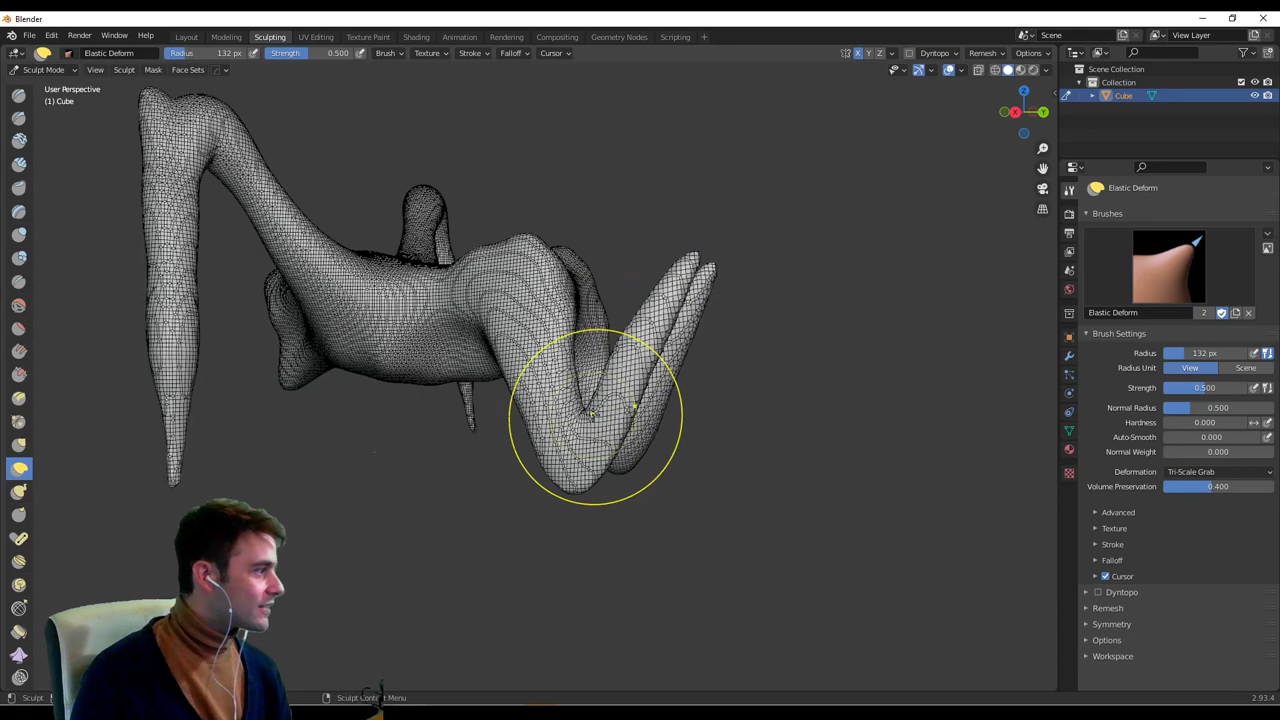 Blender
File Edit Render Window Help Layout Modeling Sculpting UV Editing Texture Paint Shading Animation Rendering Compositing Geometry Nodes Scripting + Scene View Layer
Elastic Deform Radius 132 px Strength 0.500 Brush Texture Stroke Falloff Cursor X Y Z Dyntopo Remesh Options
Sculpt Mode View Sculpt Mask Face Sets
Scene Collection
Collection
Cube
User Perspective
(1) Cube
Z
X Y
Elastic Deform
Brushes
Elastic Deform 2
Brush Settings
Radius 132 px
Radius Unit View Scene
Strength 0.500
Normal Radius 0.500
Hardness 0.000
Auto-Smooth 0.000
Normal Weight 0.000
Deformation Tri-Scale Grab
Volume Preservation 0.400
Advanced
Texture
Stroke
Falloff
Cursor
Dyntopo
Remesh
Symmetry
Options
Workspace
Sculpt Sculpt Context Menu 2.93.4